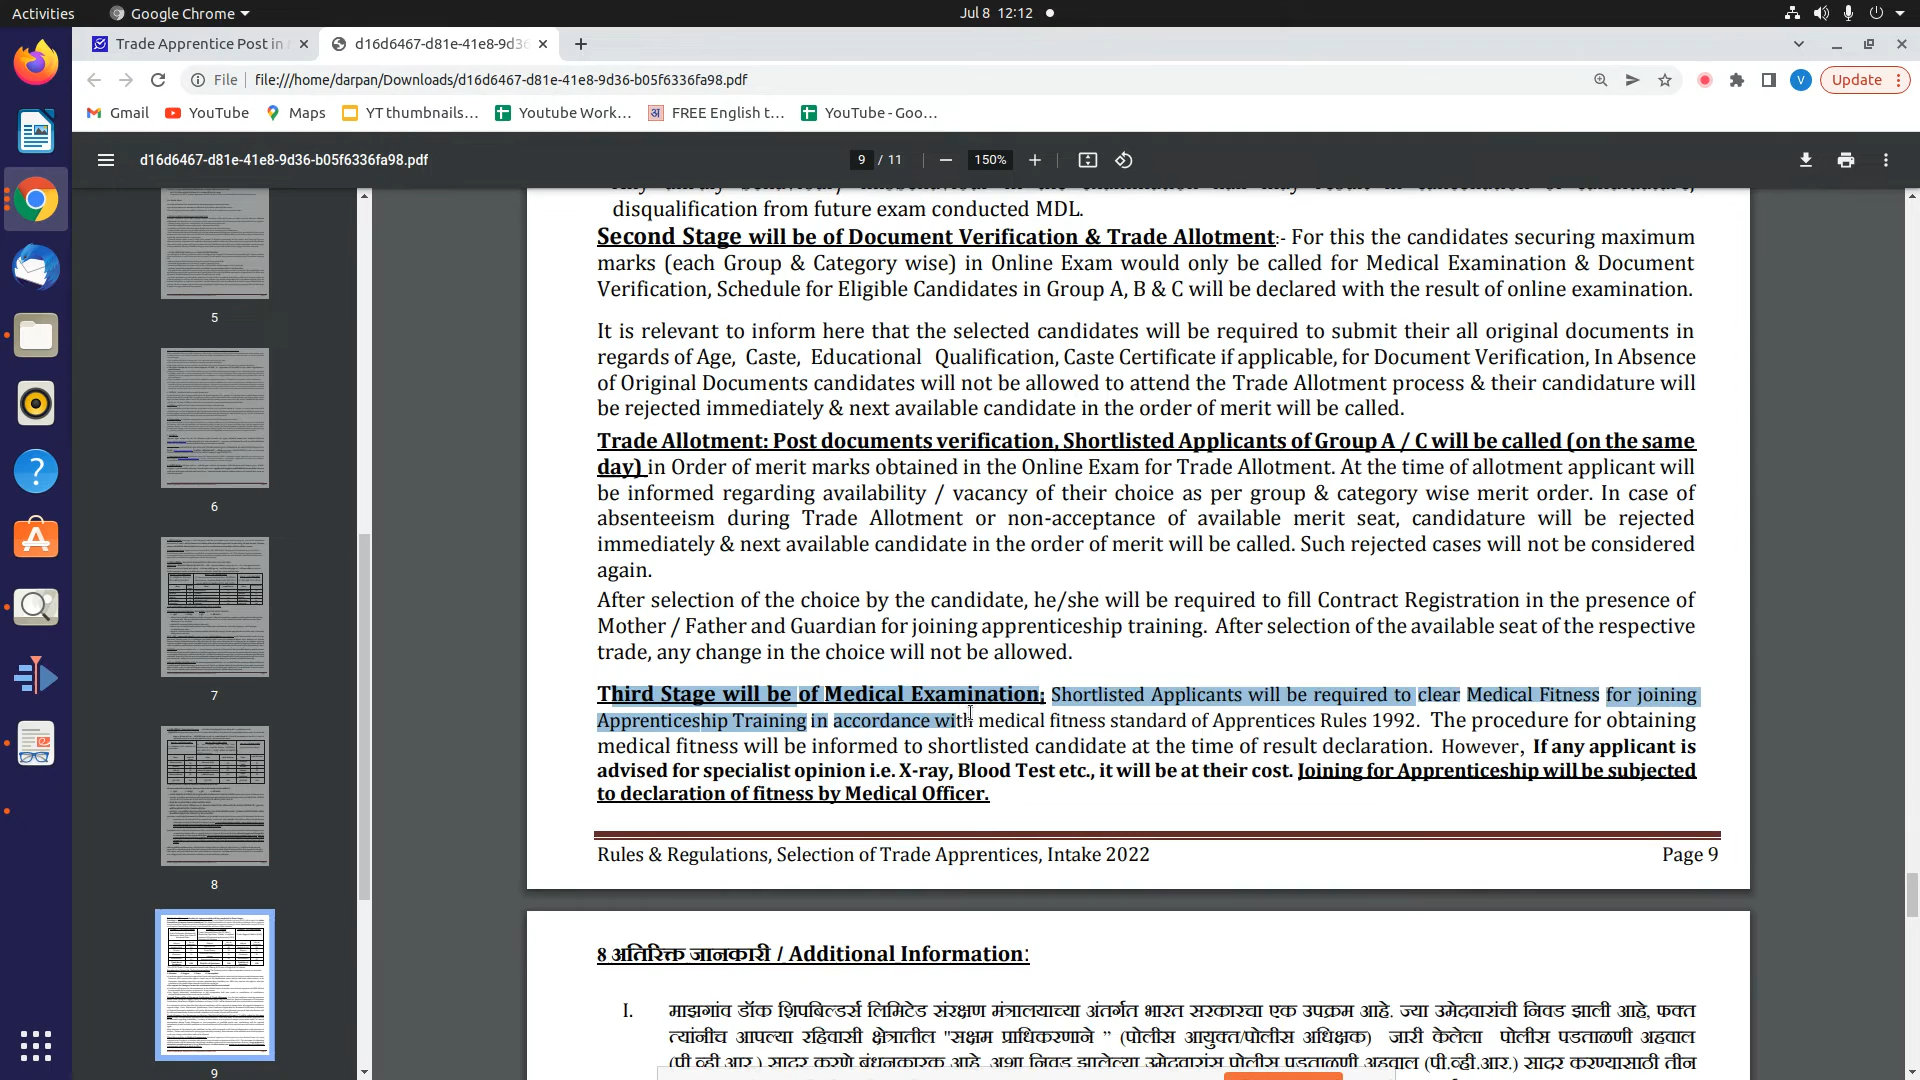 Activities
Google Chrome
Jul 8 12:12
Trade Apprentice Post in
d16d6467-d81e-41e8-9d36
File
file:///home/darpan/Downloads/d16d6467-d81e-41e8-9d36-b05f6336fa98.pdf
V
Update
Gmail
YouTube
Maps
YT thumbnails...
Youtube Work...
FREE English t...
YouTube - Goo...
d16d6467-d81e-41e8-9d36-b05f6336fa98.pdf
9 / 11
150%
5
6
7
8
9
disqualification from future exam conducted MDL.
Second Stage will be of Document Verification & Trade Allotment:- For this the candidates securing maximum
marks (each Group & Category wise) in Online Exam would only be called for Medical Examination & Document
Verification, Schedule for Eligible Candidates in Group A, B & C will be declared with the result of online examination.
It is relevant to inform here that the selected candidates will be required to submit their all original documents in
regards of Age, Caste, Educational Qualification, Caste Certificate if applicable, for Document Verification, In Absence
of Original Documents candidates will not be allowed to attend the Trade Allotment process & their candidature will
be rejected immediately & next available candidate in the order of merit will be called.
Trade Allotment: Post documents verification, Shortlisted Applicants of Group A / C will be called (on the same
day) in Order of merit marks obtained in the Online Exam for Trade Allotment. At the time of allotment applicant will
be informed regarding availability / vacancy of their choice as per group & category wise merit order. In case of
absenteeism during Trade Allotment or non-acceptance of available merit seat, candidature will be rejected
immediately & next available candidate in the order of merit will be called. Such rejected cases will not be considered
again.
After selection of the choice by the candidate, he/she will be required to fill Contract Registration in the presence of
Mother / Father and Guardian for joining apprenticeship training. After selection of the available seat of the respective
trade, any change in the choice will not be allowed.
Third Stage will be of Medical Examination; Shortlisted Applicants will be required to clear Medical Fitness for joining
Apprenticeship Training in accordance with medical fitness standard of Apprentices Rules 1992. The procedure for obtaining
medical fitness will be informed to shortlisted candidate at the time of result declaration. However, If any applicant is
advised for specialist opinion i.e. X-ray, Blood Test etc., it will be at their cost. Joining for Apprenticeship will be subjected
to declaration of fitness by Medical Officer.
Rules & Regulations, Selection of Trade Apprentices, Intake 2022
Page 9
8 अतिरिक्त जानकारी / Additional Information:
I. माझगांव डॉक शिपबिल्डर्स लिमिटेड संरक्षण मंत्रालयाच्या अंतर्गत भारत सरकारचा एक उपक्रम आहे. ज्या उमेदवारांची निवड झाली आहे, फक्त
त्यांनीच आपल्या रहिवासी क्षेत्रातील "सक्षम प्राधिकरणाने ” (पोलीस आयुक्त/पोलीस अधिक्षक) जारी केलेला पोलीस पडताळणी अहवाल
(पी.व्ही.आर.) सादर करणे बंधनकारक आहे. अशा निवड झालेल्या उमेदवारांस पोलीस पडताळणी अहवाल (पी.व्ही.आर.) सादर करण्यासाठी तीन